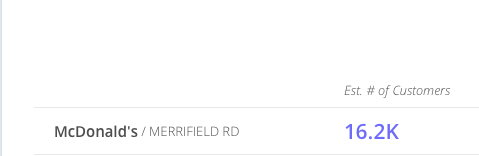 Est. # of Customers
McDonald's / MERRIFIELD RD 16.2K